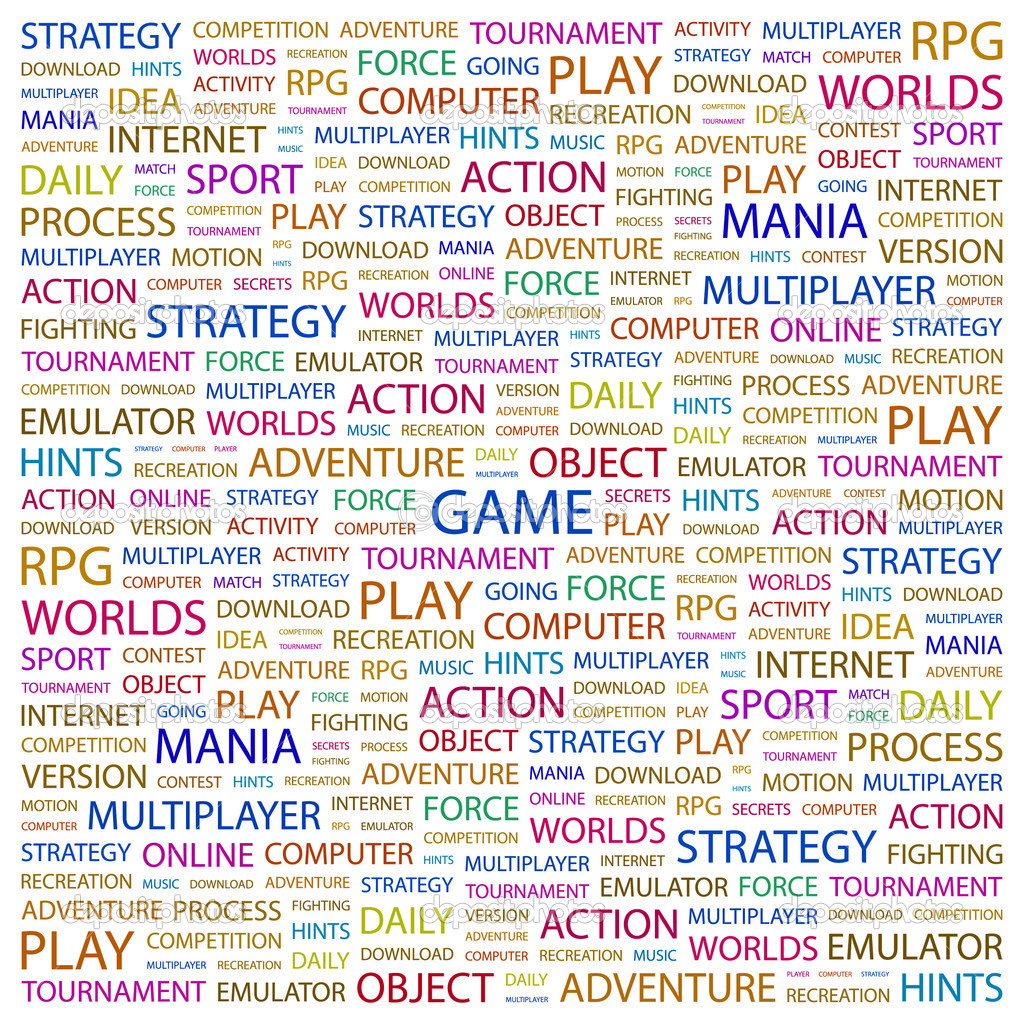 STRATEGY COMPETITION ADVENTURE TOURNAMENT ACTIVITY MULTIPLAYER RPG
DOWNLOAD HINTS WORLDS RECREATION FORCE GOING PLAY STRATEGY MATCH COMPUTER
MULTIPLAYER IDEA ACTIVITY RPG COMPUTER DOWNLOAD WORLDS
MANIA ADVENTURE TOURNAMENT RECREATION COMPETITION TOURNAMENT IDEA
ADVENTURE INTERNET HINTS MUSIC MULTIPLAYER HINTS MUSIC RPG ADVENTURE CONTEST SPORT
DAILY MATCH FORCE SPORT IDEA DOWNLOAD PLAY COMPETITION ACTION MOTION FORCE PLAY OBJECT TOURNAMENT GOING INTERNET
PROCESS COMPETITION TOURNAMENT PLAY STRATEGY OBJECT FIGHTING PROCESS SECRETS FIGHTING MANIA COMPETITION
MULTIPLAYER MOTION RPG HINTS DOWNLOAD MANIA ADVENTURE RECREATION HINTS CONTEST VERSION
ACTION COMPUTER SECRETS RPG RECREATION ONLINE FORCE INTERNET EMULATOR RPG MULTIPLAYER MOTION COMPUTER
FIGHTING STRATEGY WORLDS COMPETITION INTERNET MULTIPLAYER HINTS COMPUTER ONLINE STRATEGY
TOURNAMENT FORCE EMULATOR TOURNAMENT STRATEGY ADVENTURE DOWNLOAD MUSIC RECREATION
COMPETITION DOWNLOAD MULTIPLAYER ACTION VERSION ADVENTURE DAILY FIGHTING HINTS PROCESS ADVENTURE
EMULATOR WORLDS MUSIC RECREATION COMPUTER DOWNLOAD DAILY COMPETITION RECREATION MULTIPLAYER PLAY
HINTS STRATEGY COMPUTER PLAYER RECREATION ADVENTURE DAILY MULTIPLAYER OBJECT EMULATOR TOURNAMENT
ACTION ONLINE STRATEGY FORCE GAME SECRETS HINTS ADVENTURE CONTEST MOTION
DOWNLOAD VERSION ACTIVITY COMPUTER PLAY DOWNLOAD ACTION MULTIPLAYER
RPG MULTIPLAYER ACTIVITY TOURNAMENT ADVENTURE COMPETITION STRATEGY
COMPUTER MATCH STRATEGY PLAY GOING FORCE RECREATION WORLDS HINTS DOWNLOAD
WORLDS DOWNLOAD COMPUTER RPG ACTIVITY MULTIPLAYER
IDEA COMPETITION TOURNAMENT RECREATION TOURNAMENT ADVENTURE IDEA MANIA
SPORT CONTEST ADVENTURE RPG MUSIC HINTS MULTIPLAYER HINTS MUSIC INTERNET ADVENTURE
TOURNAMENT OBJECT PLAY FORCE MOTION ACTION DOWNLOAD IDEA COMPETITION PLAY SPORT MATCH FORCE DAILY
INTERNET GOING FIGHTING
COMPETITION MANIA SECRETS FIGHTING PROCESS OBJECT STRATEGY PLAY COMPETITION TOURNAMENT PROCESS
VERSION CONTEST HINTS RECREATION ADVENTURE MANIA DOWNLOAD RPG HINTS MOTION MULTIPLAYER
MOTION COMPUTER MULTIPLAYER INTERNET RPG EMULATOR FORCE ONLINE RECREATION RPG SECRETS COMPUTER ACTION
STRATEGY ONLINE COMPUTER COMPETITION HINTS MULTIPLAYER WORLDS INTERNET STRATEGY FIGHTING
RECREATION MUSIC DOWNLOAD ADVENTURE STRATEGY TOURNAMENT EMULATOR FORCE TOURNAMENT
ADVENTURE PROCESS FIGHTING HINTS DAILY VERSION ADVENTURE ACTION MULTIPLAYER DOWNLOAD COMPETITION
PLAY COMPETITION MULTIPLAYER RECREATION DAILY DOWNLOAD COMPUTER RECREATION MUSIC WORLDS EMULATOR
TOURNAMENT EMULATOR OBJECT DAILY MULTIPLAYER ADVENTURE PLAYER COMPUTER STRATEGY RECREATION HINTS